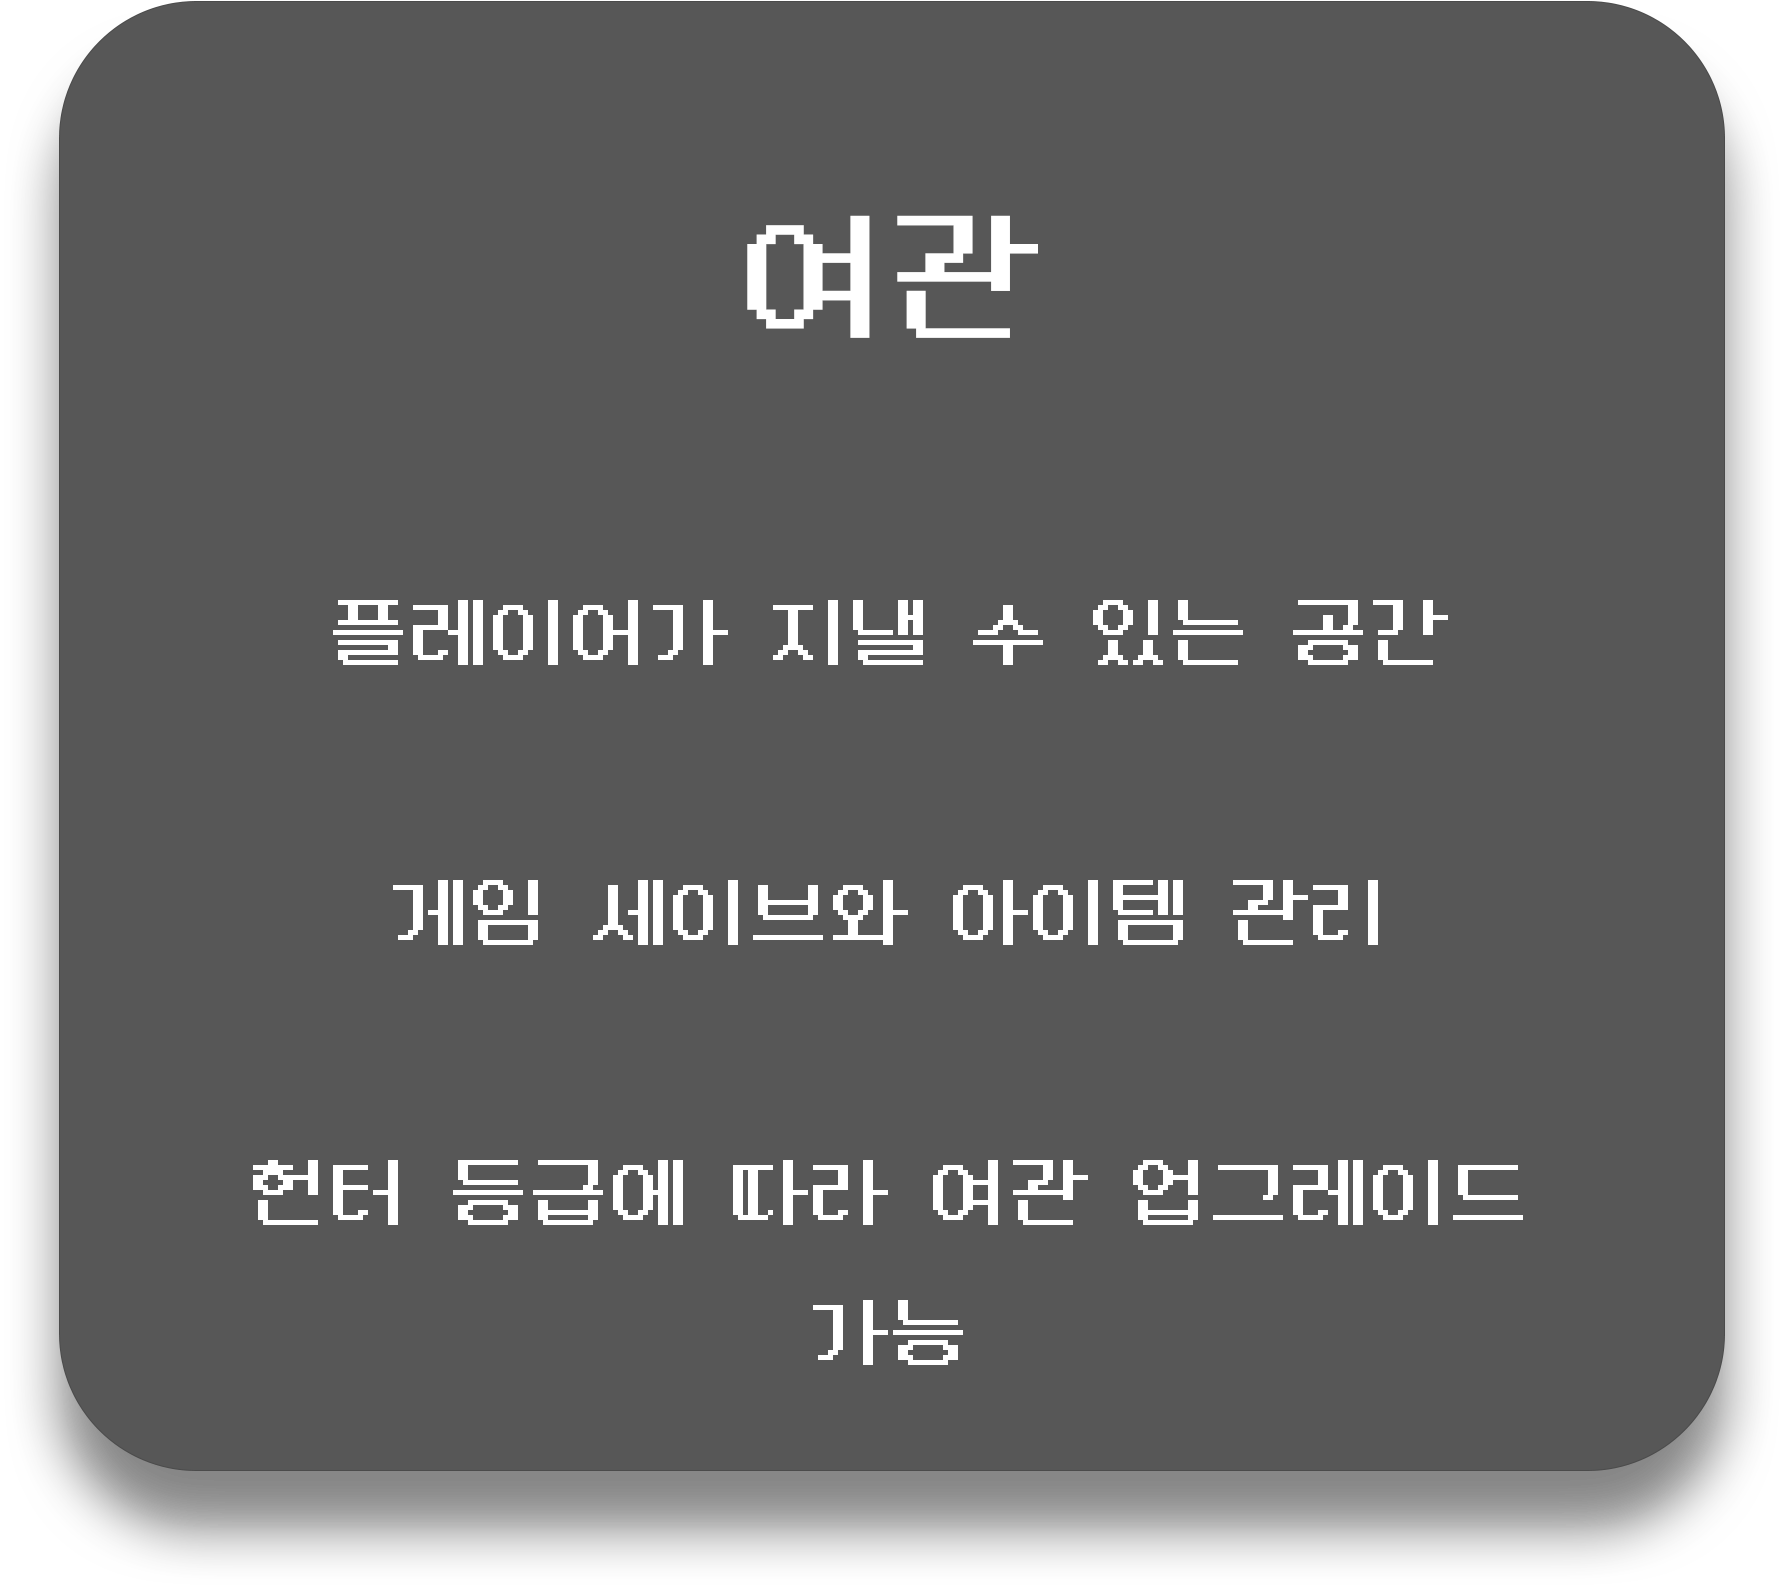 여관
플레이어가 지낼 수 있는 공간
게임 세이브와 아이템 관리
헌터 등급에 따라 여관 업그레이드
가능